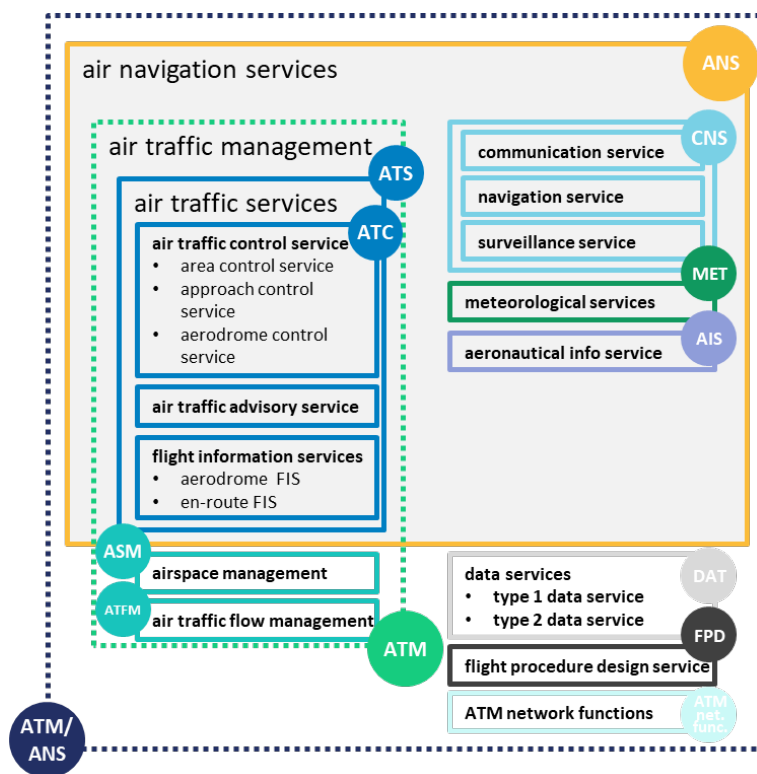 air navigation services
ANS
air traffic management
ATS
air traffic services
ATC
air traffic control service
• area control service
• approach control
service
• aerodrome control
service
air traffic advisory service
flight information services
• aerodrome FIS
• en-route FIS
ASM
airspace management
ATFM
air traffic flow management
ATM
CNS
communication service
navigation service
surveillance service
MET
meteorological services
AIS
aeronautical info service
DAT
data services
• type 1 data service
• type 2 data service
FPD
flight procedure design service
ATM network functions
ATM
net.
func.
ATM/
ANS